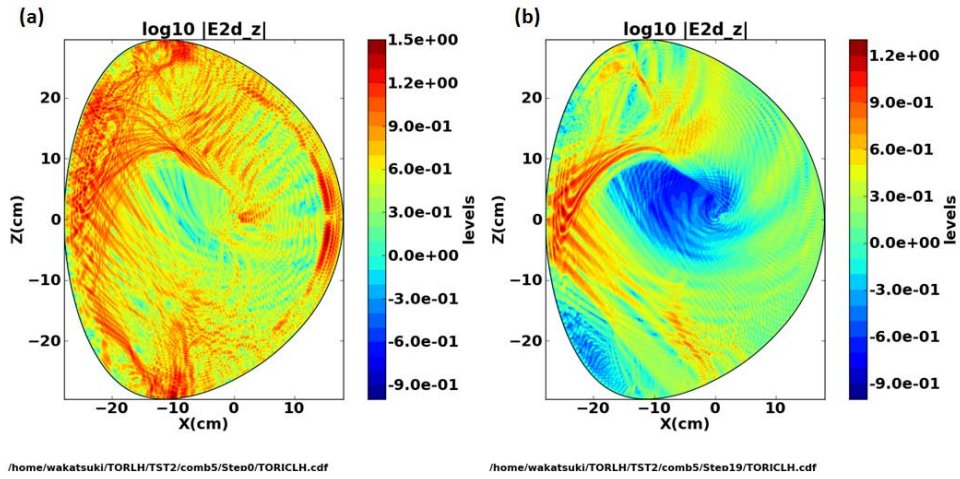 (a)
log10 |E2d_z|
Z(cm)
20
10
0
−10
−20
−20 −10 0 10
X(cm)
1.5e+00
1.2e+00
9.0e-01
6.0e-01
3.0e-01
0.0e+00
-3.0e-01
-6.0e-01
-9.0e-01
levels
/home/wakatsuki/TORLH/TST2/comb5/Step0/TORICLH.cdf
(b)
log10 |E2d_z|
Z(cm)
20
10
0
−10
−20
−20 −10 0 10
X(cm)
1.2e+00
9.0e-01
6.0e-01
3.0e-01
0.0e+00
-3.0e-01
-6.0e-01
-9.0e-01
levels
/home/wakatsuki/TORLH/TST2/comb5/Step19/TORICLH.cdf